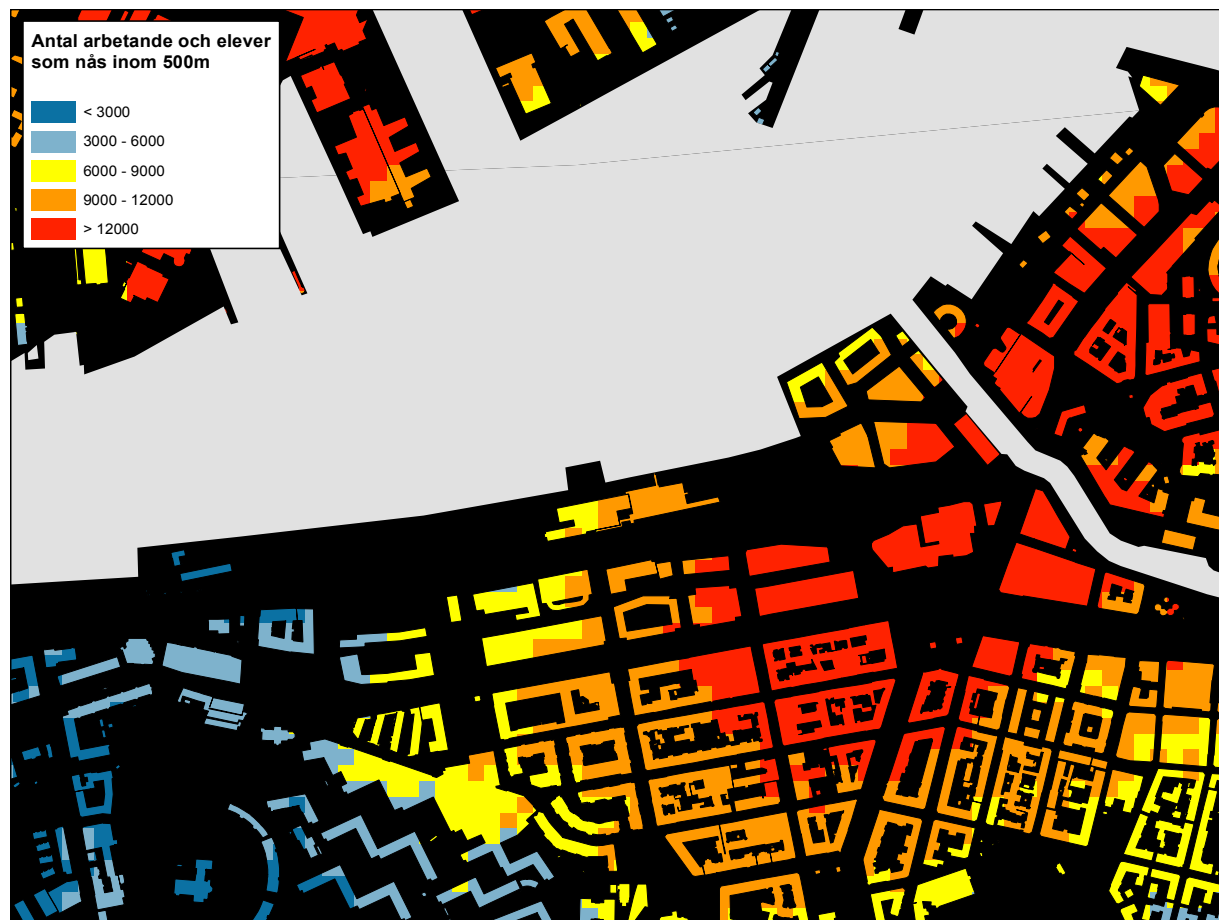 Antal arbetande och elever
som nås inom 500m
< 3000
3000 - 6000
6000 - 9000
9000 - 12000
> 12000